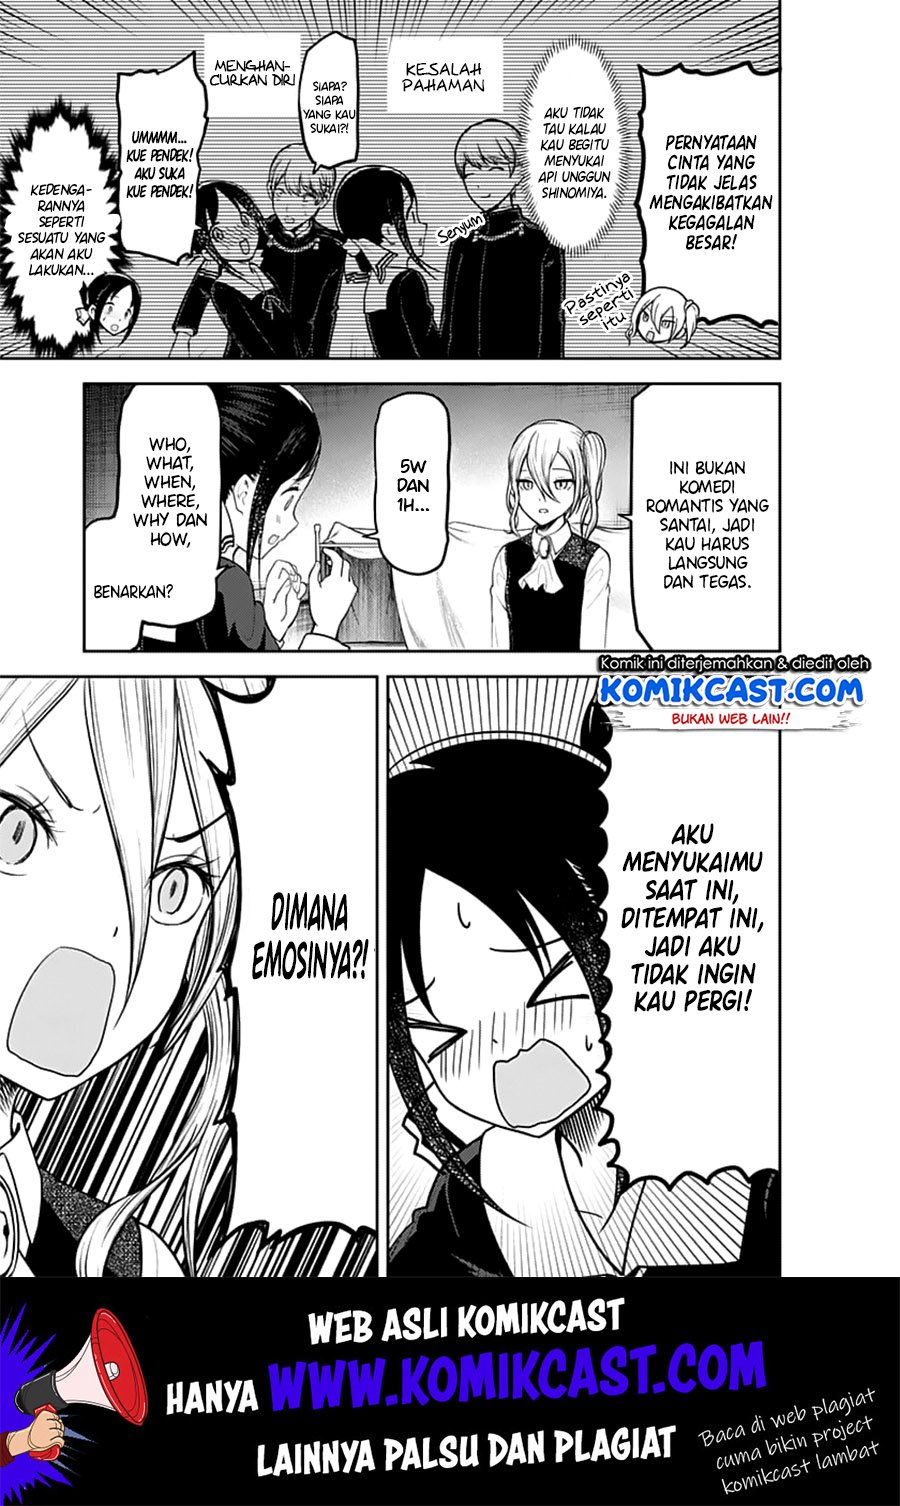 PERNYATAAN
CINTA YANG
TIDAK JELAS
MENGAKIBATKAN
KEGAGALAN
BESAR!
Pastinya
seperti
itu
AKU TIDAK
TAU KALAU
KAU BEGITU
MENYUKAI
API UNGGUN
SHINOMIYA.
KESALAH
PAHAMAN
Senyum
SIAPA?
SIAPA
YANG KAU
SUKAI?!
MENGHAN-
CURKAN DIRI
UMMMM...
KUE PENDEK!
AKU SUKA
KUE PENDEK!
KEDENGA-
RANNYA
SEPERTI
SESUATU YANG
AKAN AKU
LAKUKAN...
INI BUKAN
KOMEDI
ROMANTIS YANG
SANTAI, JADI
KAU HARUS
LANGSUNG
DAN TEGAS.
5W
DAN
1H...
WHO,
WHAT,
WHEN,
WHERE,
WHY DAN
HOW,
BENARKAN?
Komik ini diterjemahkan & diedit oleh
KOMIKCAST.COM
BUKAN WEB LAIN!!
AKU
MENYUKAIMU
SAAT INI,
DITEMPAT INI,
JADI AKU
TIDAK INGIN
KAU PERGI!
DIMANA
EMOSINYA?!
WEB ASLI KOMIKCAST
HANYA WWW.KOMIKCAST.COM
LAINNYA PALSU DAN PLAGIAT
Baca di web plagiat
cuma bikin project
komikcast lambat